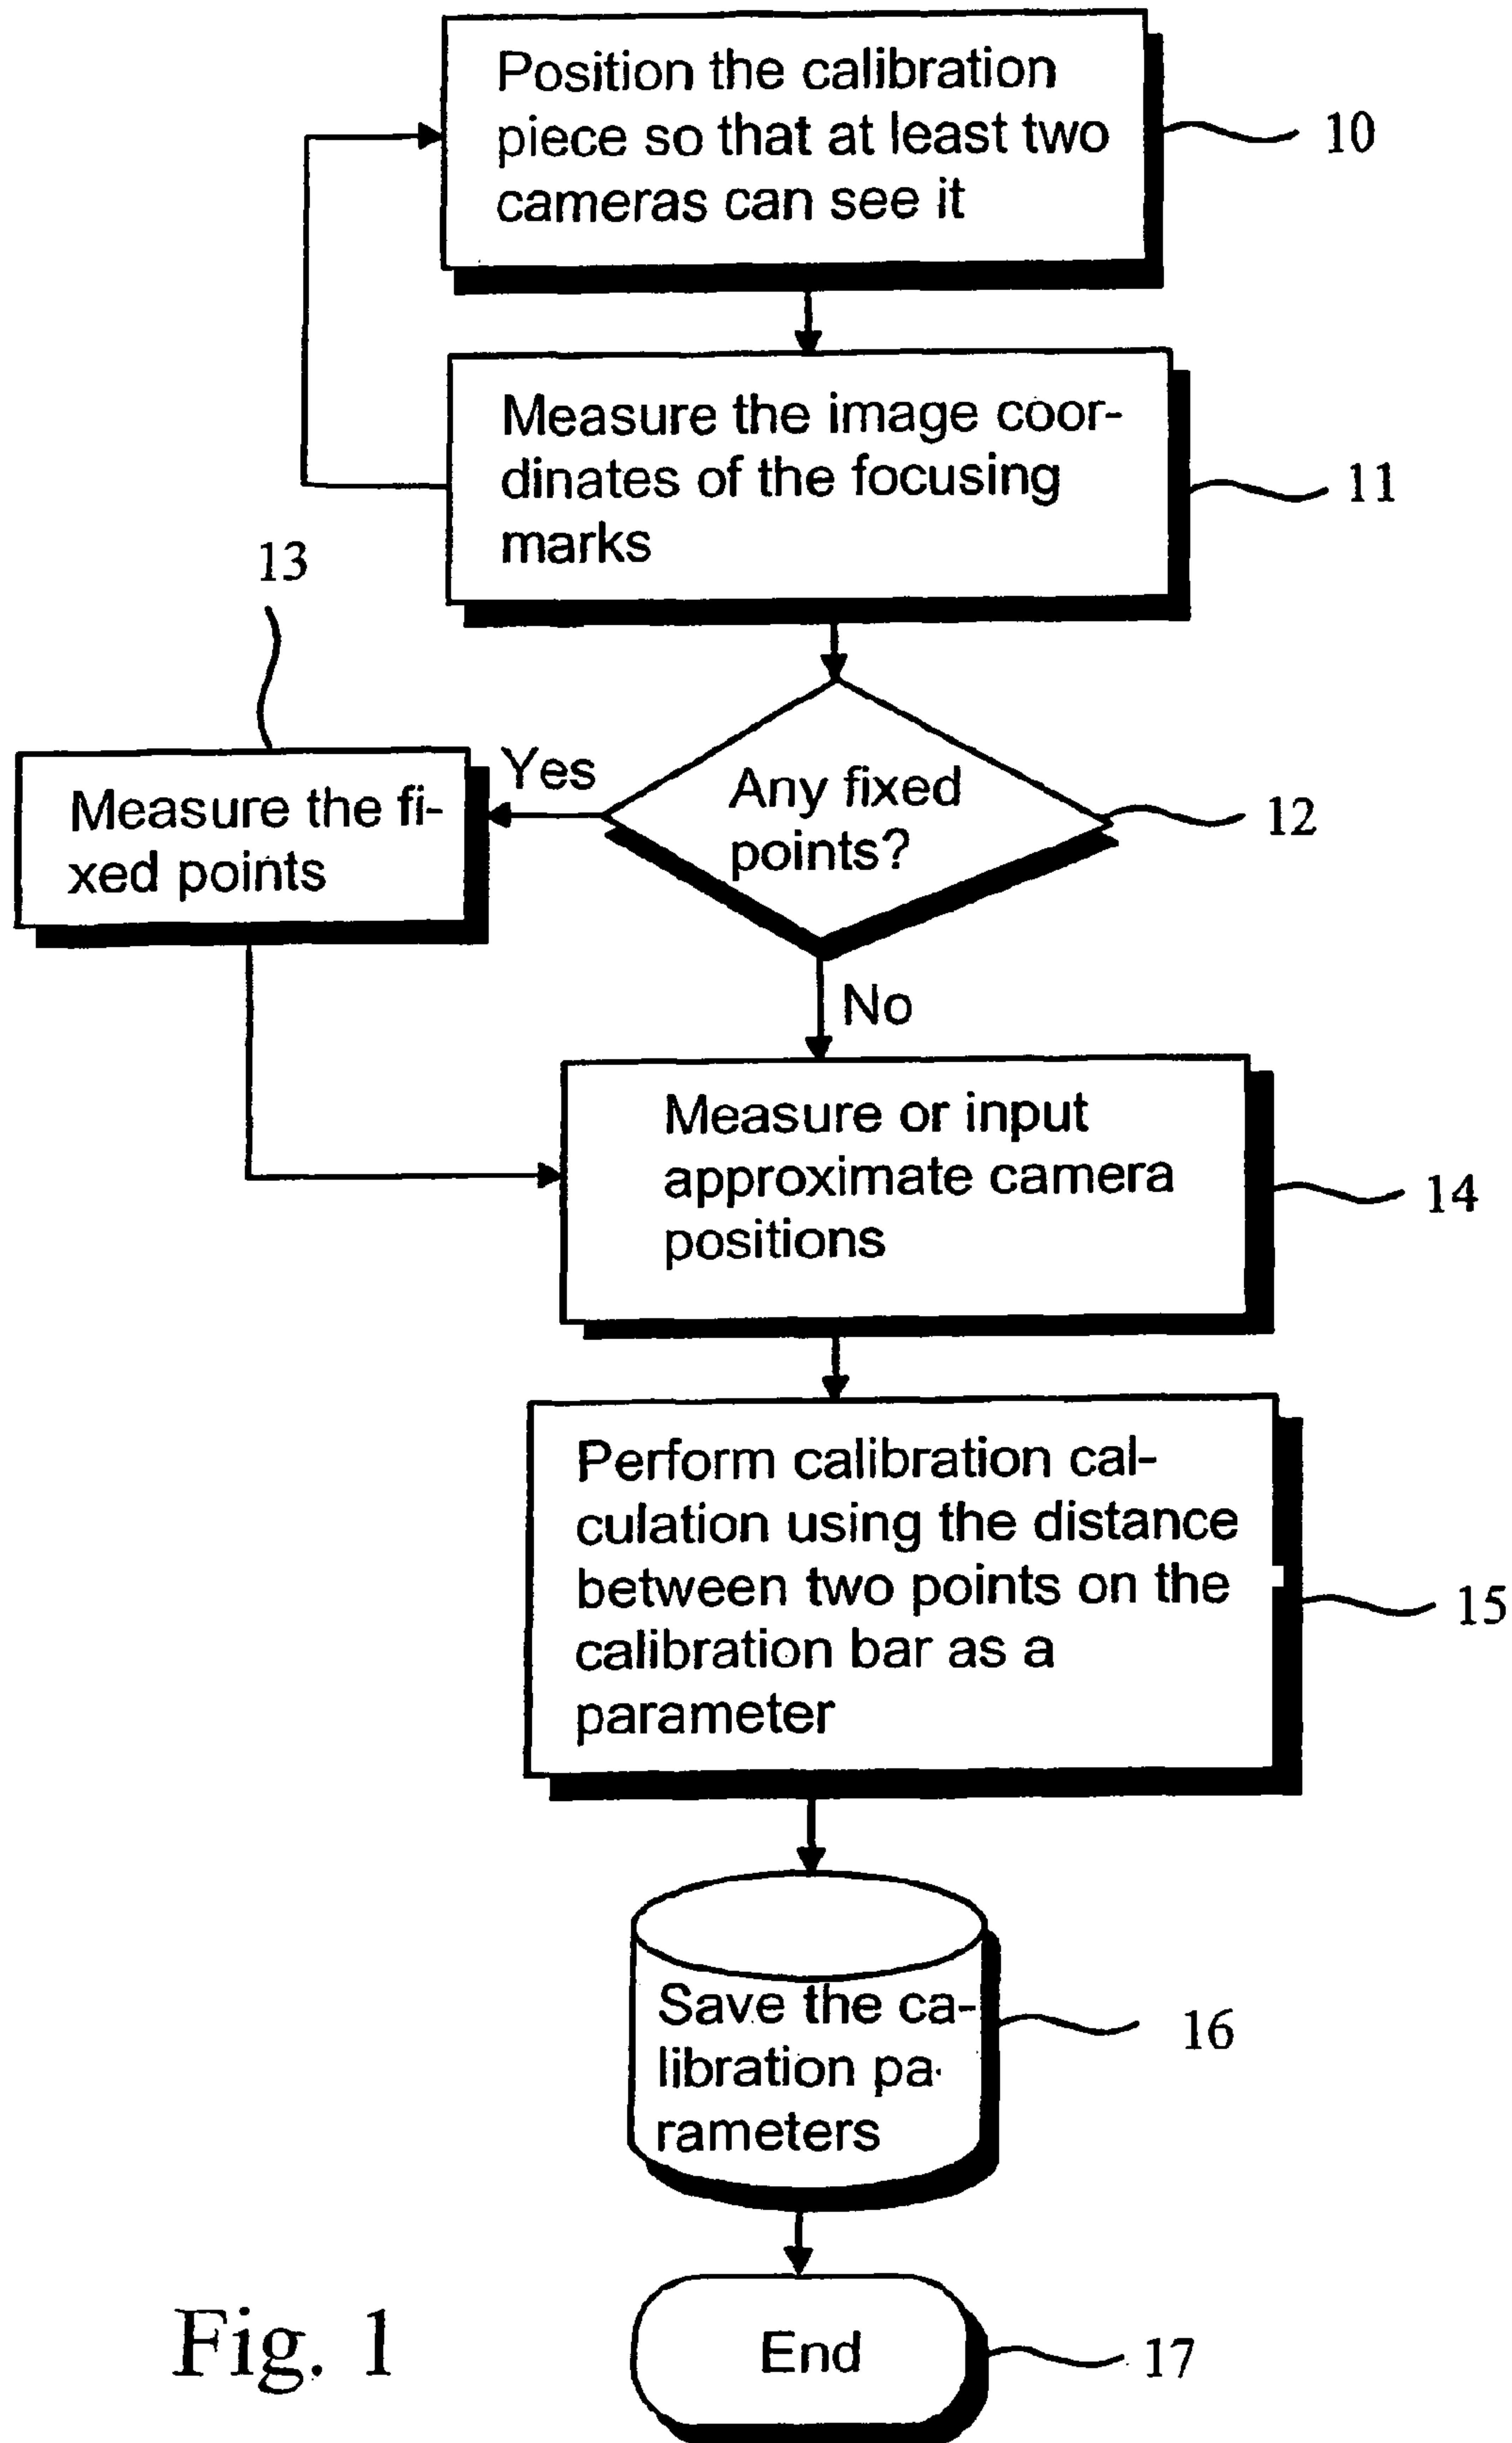 Position the calibration
piece so that at least two
cameras can see it
10
Measure the image coor-
dinates of the focusing
marks
11
13
Measure the fi-
xed points
Yes
Any fixed
points?
12
No
Measure or input
approximate camera
positions
14
Perform calibration cal-
culation using the distance
between two points on the
calibration bar as a
parameter
15
Save the ca-
libration pa-
rameters
16
End
17
Fig. 1